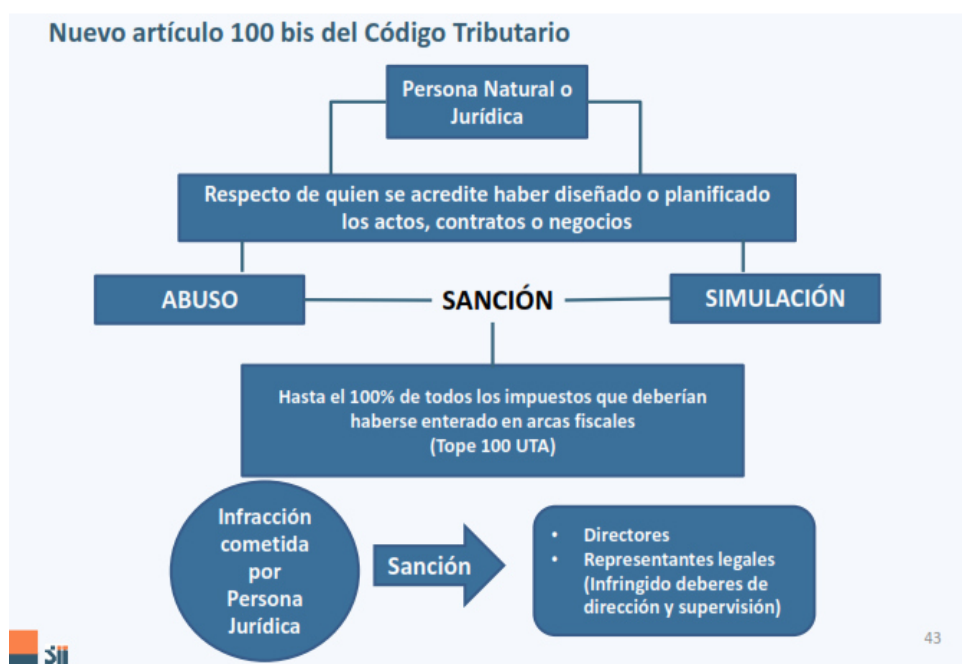 Nuevo artículo 100 bis del Código Tributario
Persona Natural o
Jurídica
Respecto de quien se acredite haber diseñado o planificado
los actos, contratos o negocios
ABUSO
SANCIÓN
SIMULACIÓN
Hasta el 100% de todos los impuestos que deberían
haberse enterado en arcas fiscales
(Tope 100 UTA)
Infracción
cometida
por
Persona
Jurídica
Sanción
• Directores
• Representantes legales
(Infringido deberes de
dirección y supervisión)
43
SII